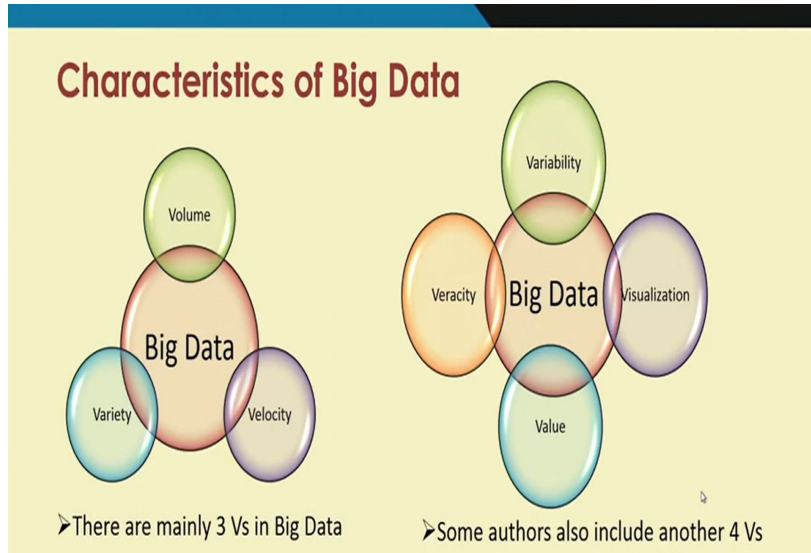 Characteristics of Big Data
Volume
Big Data
Variety
Velocity
➢There are mainly 3 Vs in Big Data
Variability
Veracity
Big Data
Visualization
Value
➢Some authors also include another 4 Vs